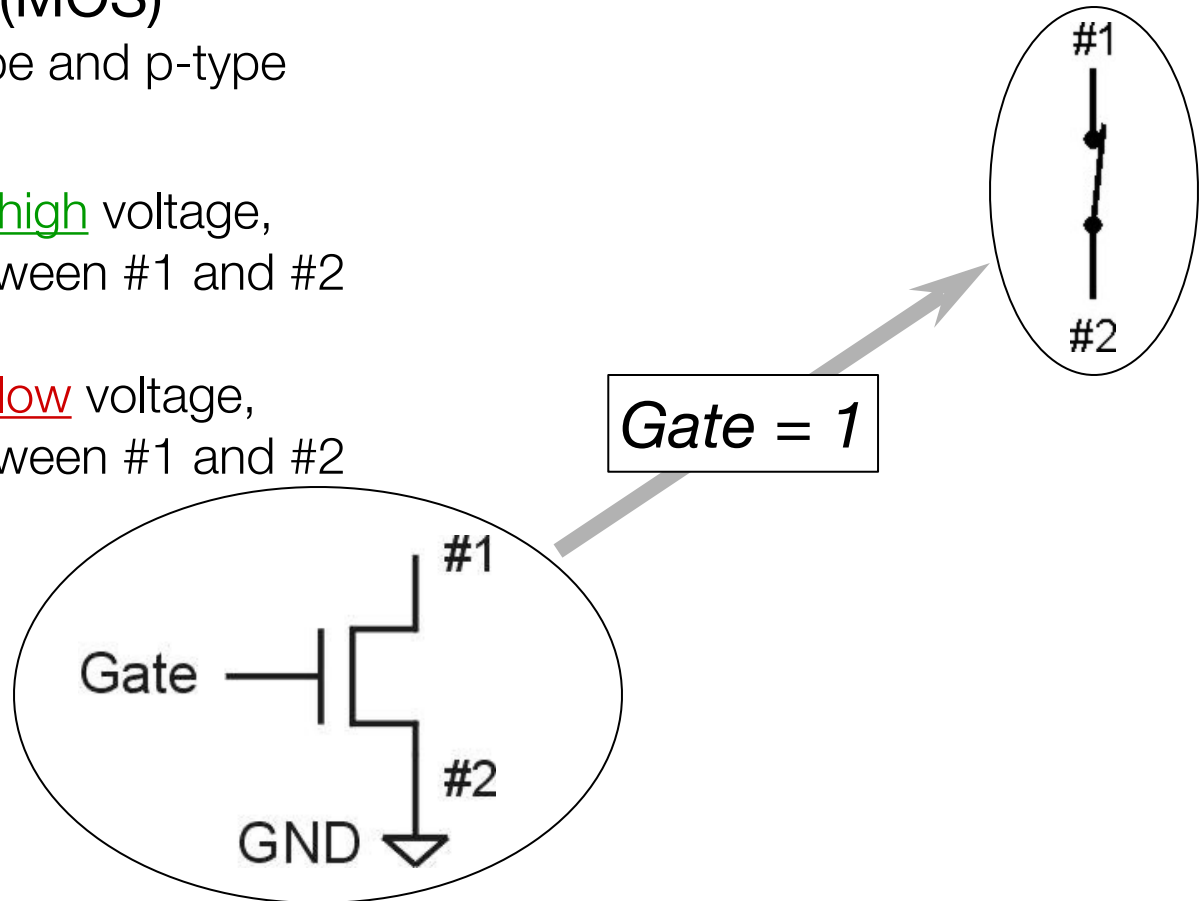 (MOS)
pe and p-type
high voltage,
ween #1 and #2
low voltage,
ween #1 and #2
#1
#2
Gate = 1
#1
Gate
#2
GND